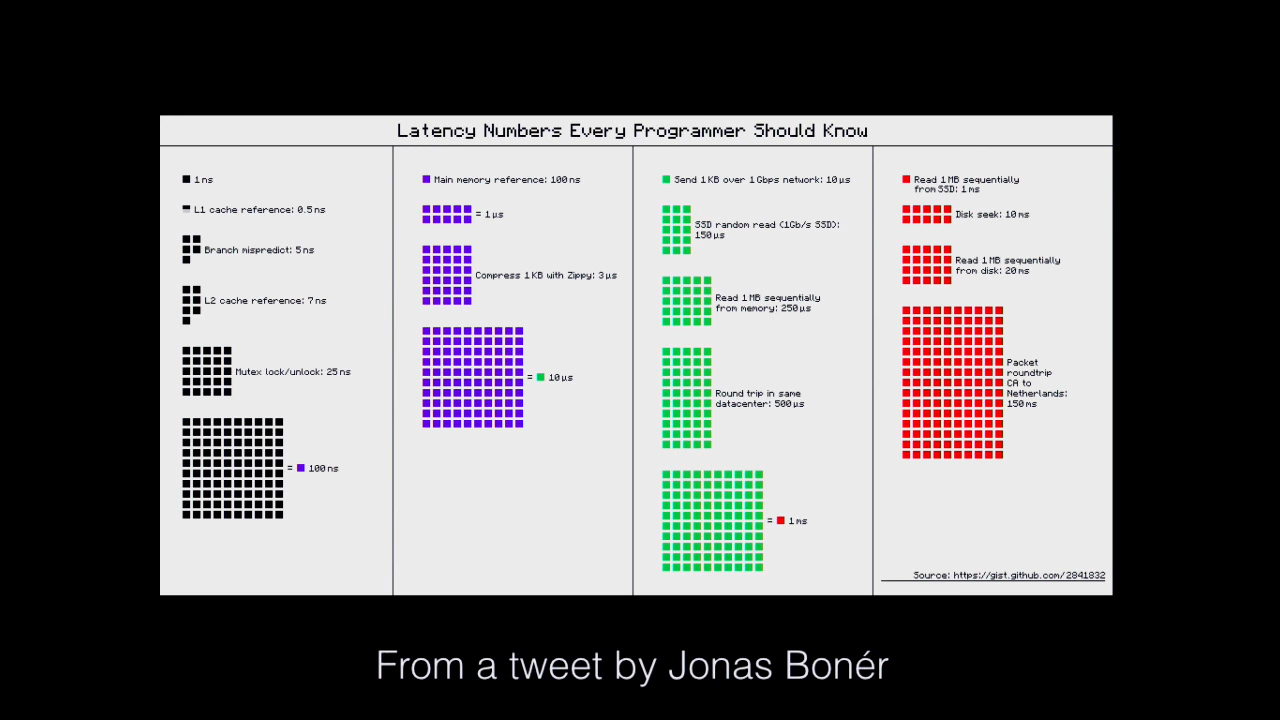 Latency Numbers Every Programmer Should Know
1 ns
L1 cache reference: 0.5 ns
Branch mispredict: 5 ns
L2 cache reference: 7 ns
Mutex lock/unlock: 25 ns
= 100 ns
Main memory reference: 100 ns
= 1 µs
Compress 1 KB with Zippy: 3 µs
= 10 µs
Send 1 KB over 1 Gbps network: 10 µs
SSD random read (1Gb/s SSD):
150 µs
Read 1 MB sequentially
from memory: 250 µs
Round trip in same
datacenter: 500 µs
= 1 ms
Read 1 MB sequentially
from SSD: 1 ms
Disk seek: 10 ms
Read 1 MB sequentially
from disk: 20 ms
Packet
roundtrip
CA to
Netherlands:
150 ms
Source: https://gist.github.com/2841832
From a tweet by Jonas Bonér